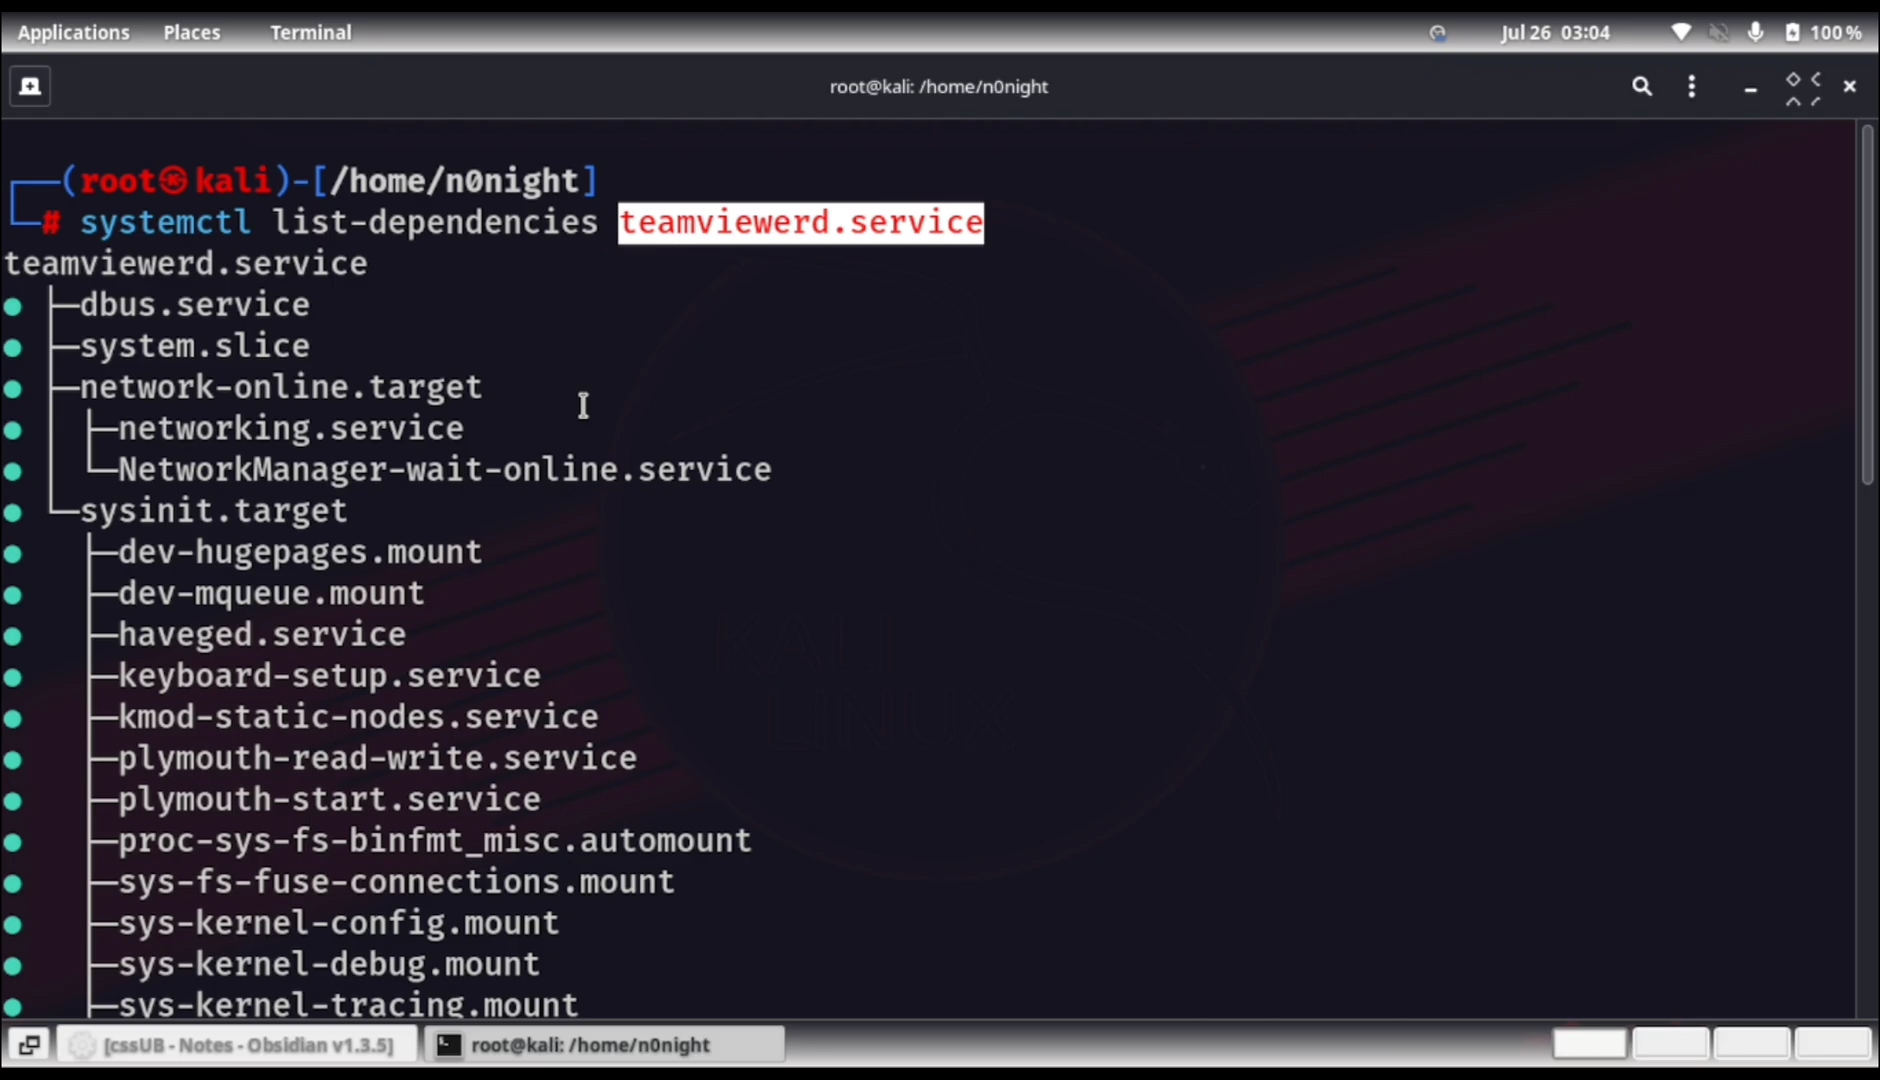 Applications Places Terminal Jul 26 03:04 100 %
root@kali: /home/n0night
┌──(root㉿kali)-[/home/n0night]
└─# systemctl list-dependencies teamviewerd.service
teamviewerd.service
● ├─dbus.service
● ├─system.slice
● ├─network-online.target
● │ ├─networking.service
● │ └─NetworkManager-wait-online.service
● └─sysinit.target
●   ├─dev-hugepages.mount
●   ├─dev-mqueue.mount
●   ├─haveged.service
●   ├─keyboard-setup.service
●   ├─kmod-static-nodes.service
●   ├─plymouth-read-write.service
●   ├─plymouth-start.service
●   ├─proc-sys-fs-binfmt_misc.automount
●   ├─sys-fs-fuse-connections.mount
●   ├─sys-kernel-config.mount
●   ├─sys-kernel-debug.mount
●   ├─sys-kernel-tracing.mount
KALI
LINUX
[cssUB - Notes - Obsidian v1.3.5] root@kali: /home/n0night